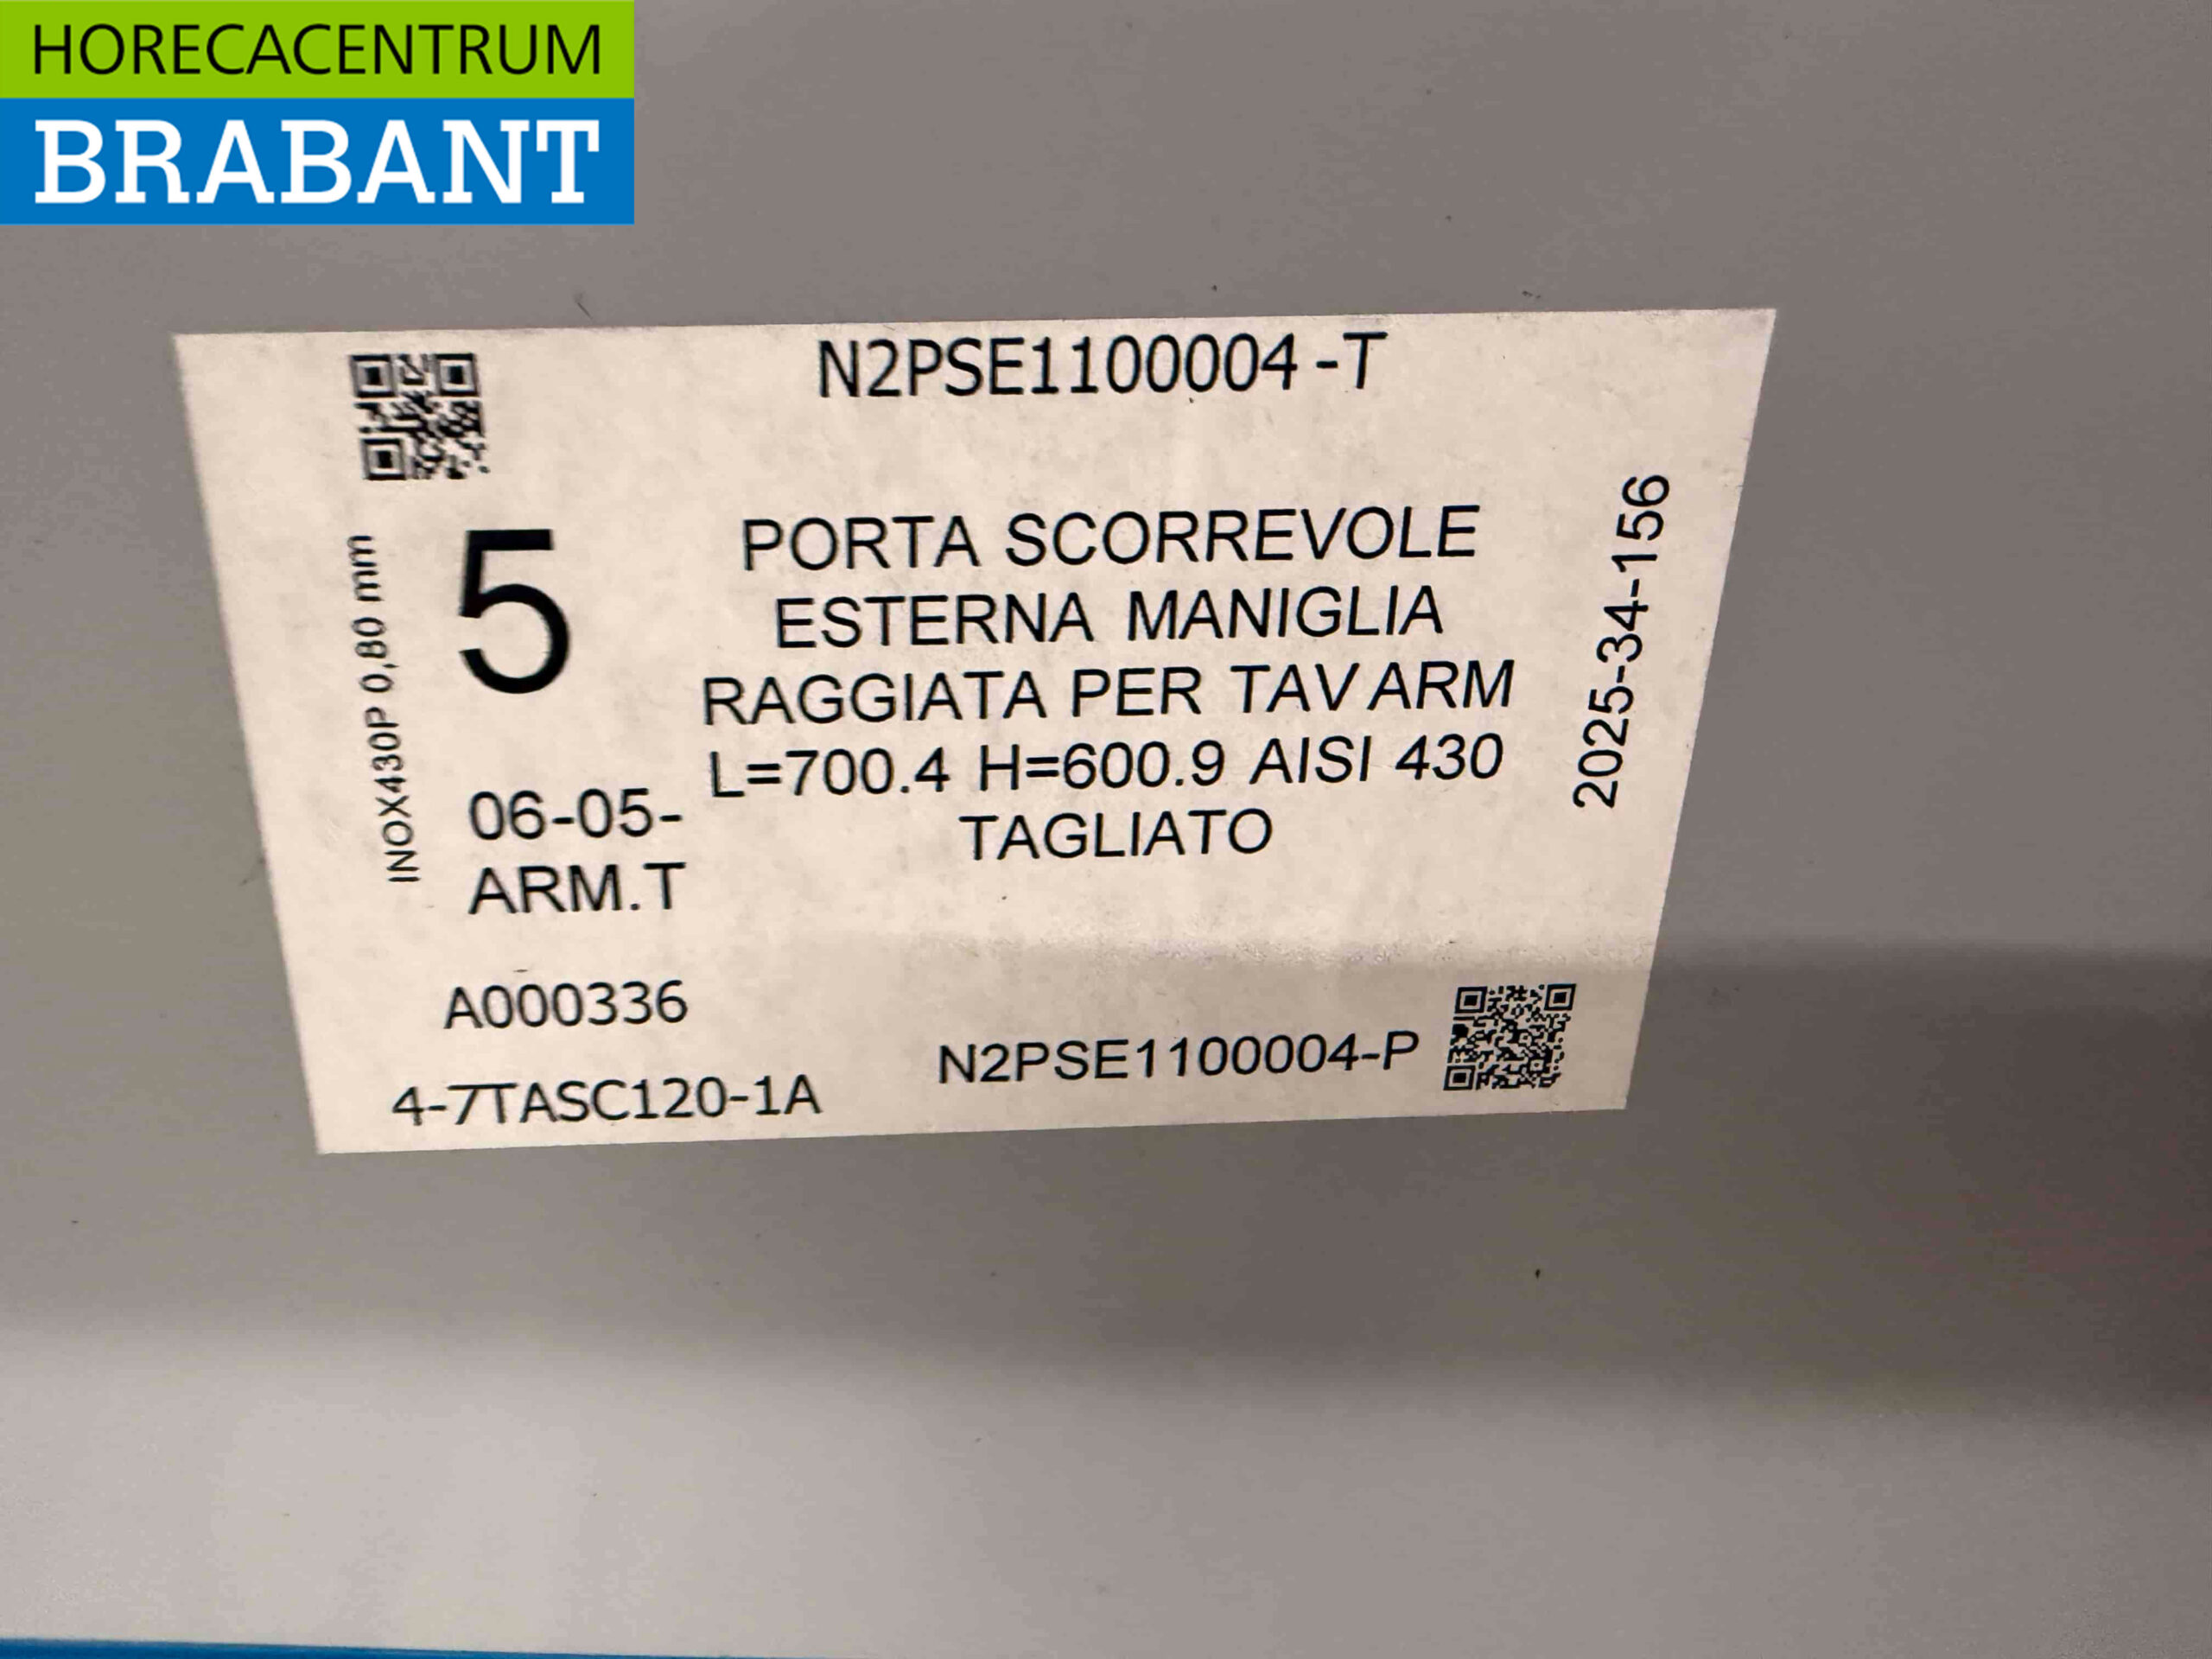 HORECACENTRUM
BRABANT
N2PSE1100004-T
INOX430P 0,80 mm
5
PORTA SCORREVOLE
ESTERNA MANIGLIA
RAGGIATA PER TAV ARM
L=700.4 H=600.9 AISI 430
TAGLIATO
2025-34-156
06-05-
ARM.T
A000336
4-7TASC120-1A
N2PSE1100004-P